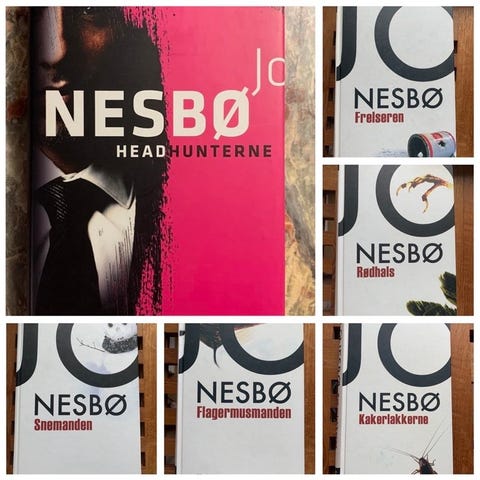 Jo
NESBØ
HEADHUNTERNE
JO
NESBØ
Frelseren
JO
NESBØ
Rødhals
JO
NESBØ
Snemanden
JO
NESBØ
Flagermusmanden
JO
NESBØ
Kakerlakkerne